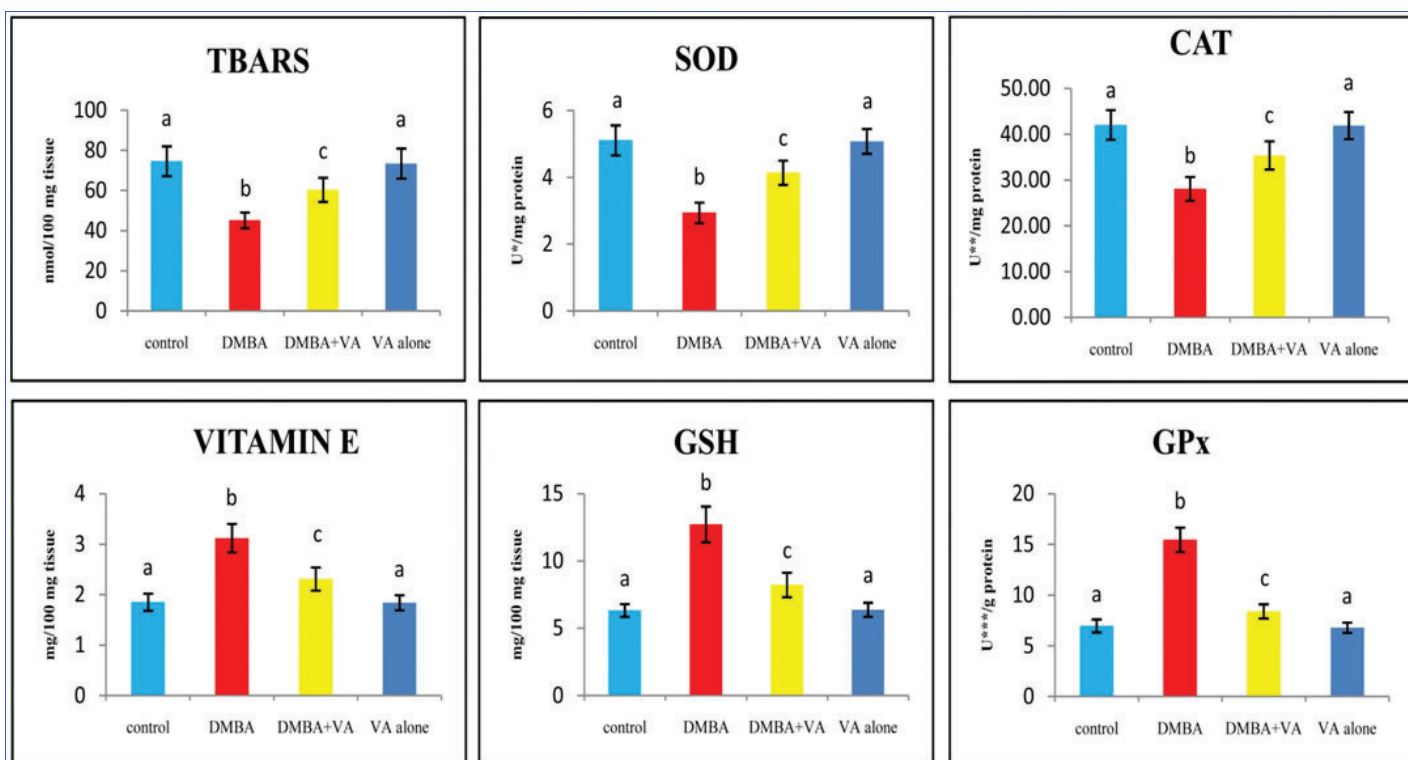 TBARS
nmol/100 mg tissue
100
80
60
40
20
0
a
b
c
a
control DMBA DMBA+VA VA alone
SOD
U*/mg protein
6
4
2
0
a
b
c
a
control DMBA DMBA+VA VA alone
CAT
U**/mg protein
50.00
40.00
30.00
20.00
10.00
0.00
a
b
c
a
control DMBA DMBA+VA VA alone
VITAMIN E
mg/100 mg tissue
4
3
2
1
0
a
b
c
a
control DMBA DMBA+VA VA alone
GSH
mg/100 mg tissue
15
10
5
0
a
b
c
a
control DMBA DMBA+VA VA alone
GPx
U***/g protein
20
15
10
5
0
a
b
c
a
control DMBA DMBA+VA VA alone